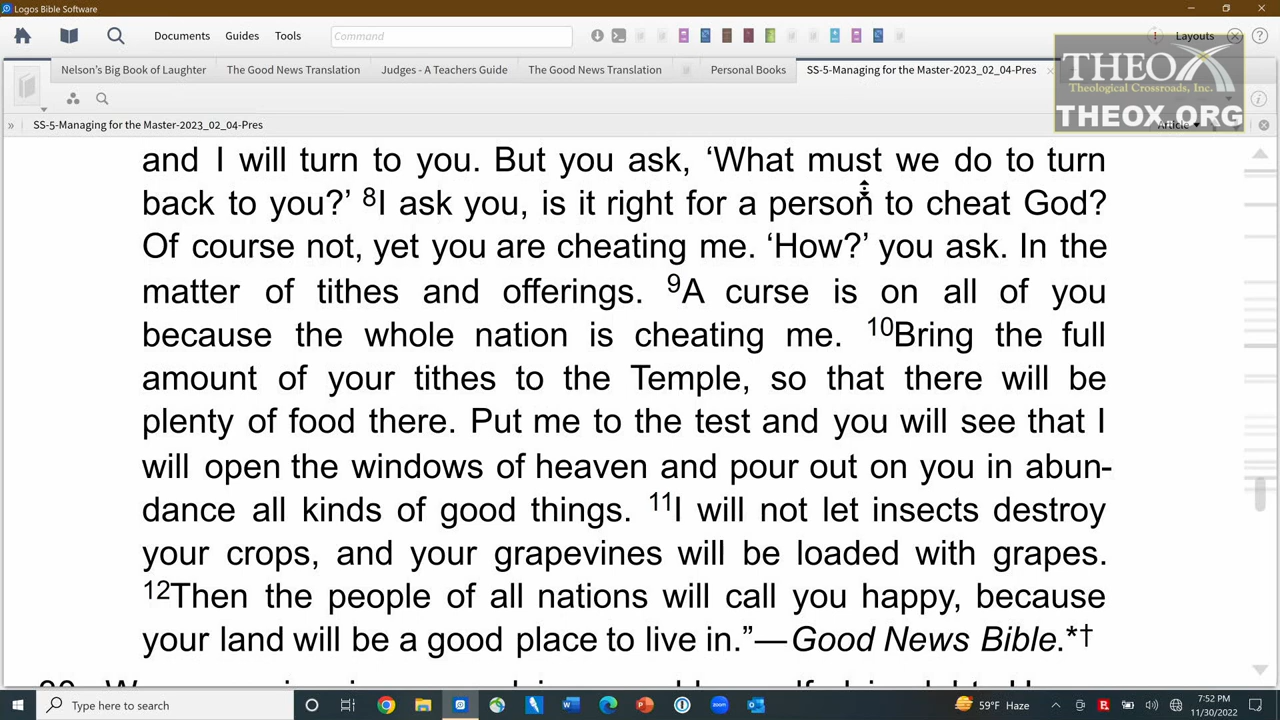 Logos Bible Software
Documents Guides Tools Command Layouts
Nelson's Big Book of Laughter The Good News Translation Judges - A Teachers Guide The Good News Translation Personal Books SS-5-Managing for the Master-2023_02_04-Pres
THEOX
Theological Crossroads, Inc.
THEOX.ORG
SS-5-Managing for the Master-2023_02_04-Pres Article
and I will turn to you. But you ask, ‘What must we do to turn
back to you?’ 8I ask you, is it right for a person to cheat God?
Of course not, yet you are cheating me. ‘How?’ you ask. In the
matter of tithes and offerings. 9A curse is on all of you
because the whole nation is cheating me. 10Bring the full
amount of your tithes to the Temple, so that there will be
plenty of food there. Put me to the test and you will see that I
will open the windows of heaven and pour out on you in abun-
dance all kinds of good things. 11I will not let insects destroy
your crops, and your grapevines will be loaded with grapes.
12Then the people of all nations will call you happy, because
your land will be a good place to live in.”—Good News Bible.*†
Type here to search 59°F Haze 7:52 PM
11/30/2022